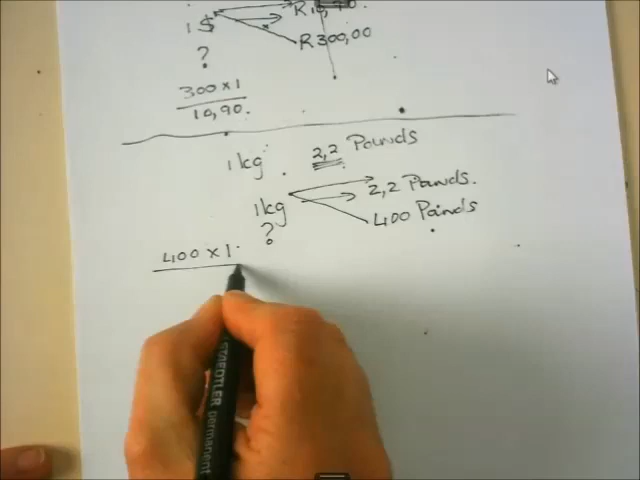 1$
R300,00
?
300 x 1
10,90.
1kg 2,2 Pounds
1kg 2,2 Pounds.
? 400 Pounds
400 x 1
STAEDTLER permanent